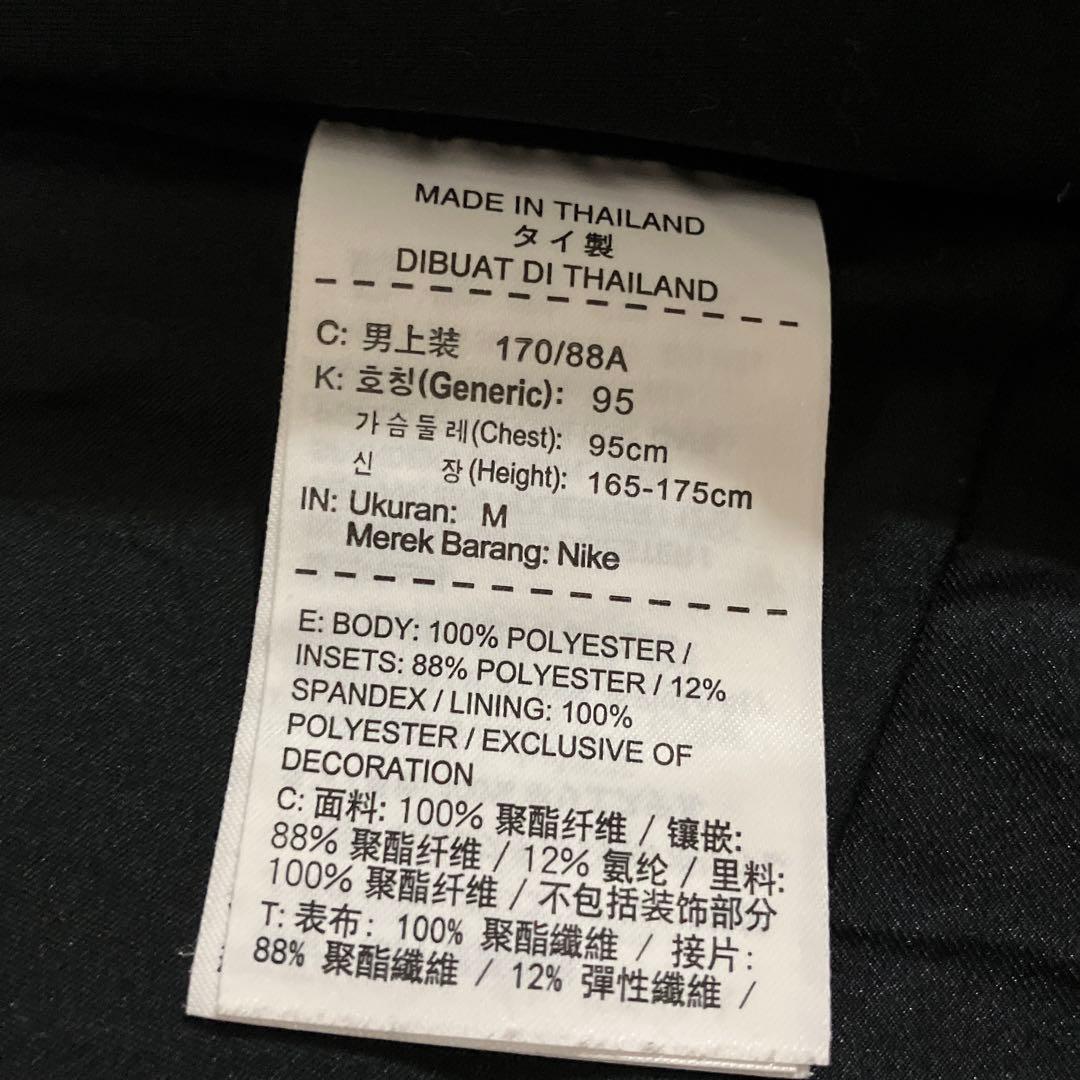 MADE IN THAILAND
タイ製
DIBUAT DI THAILAND
C: 男上装 170/88A
K: 호칭(Generic): 95
가슴둘레(Chest): 95cm
신 장(Height): 165-175cm
IN: Ukuran: M
Merek Barang: Nike
E: BODY: 100% POLYESTER /
INSETS: 88% POLYESTER / 12%
SPANDEX / LINING: 100%
POLYESTER / EXCLUSIVE OF
DECORATION
C: 面料: 100% 聚酯纤维 / 镶嵌:
88% 聚酯纤维 / 12% 氨纶 / 里料:
100% 聚酯纤维 / 不包括装饰部分
T: 表布: 100% 聚酯纖維 / 接片:
88% 聚酯纖維 / 12% 彈性纖維 /